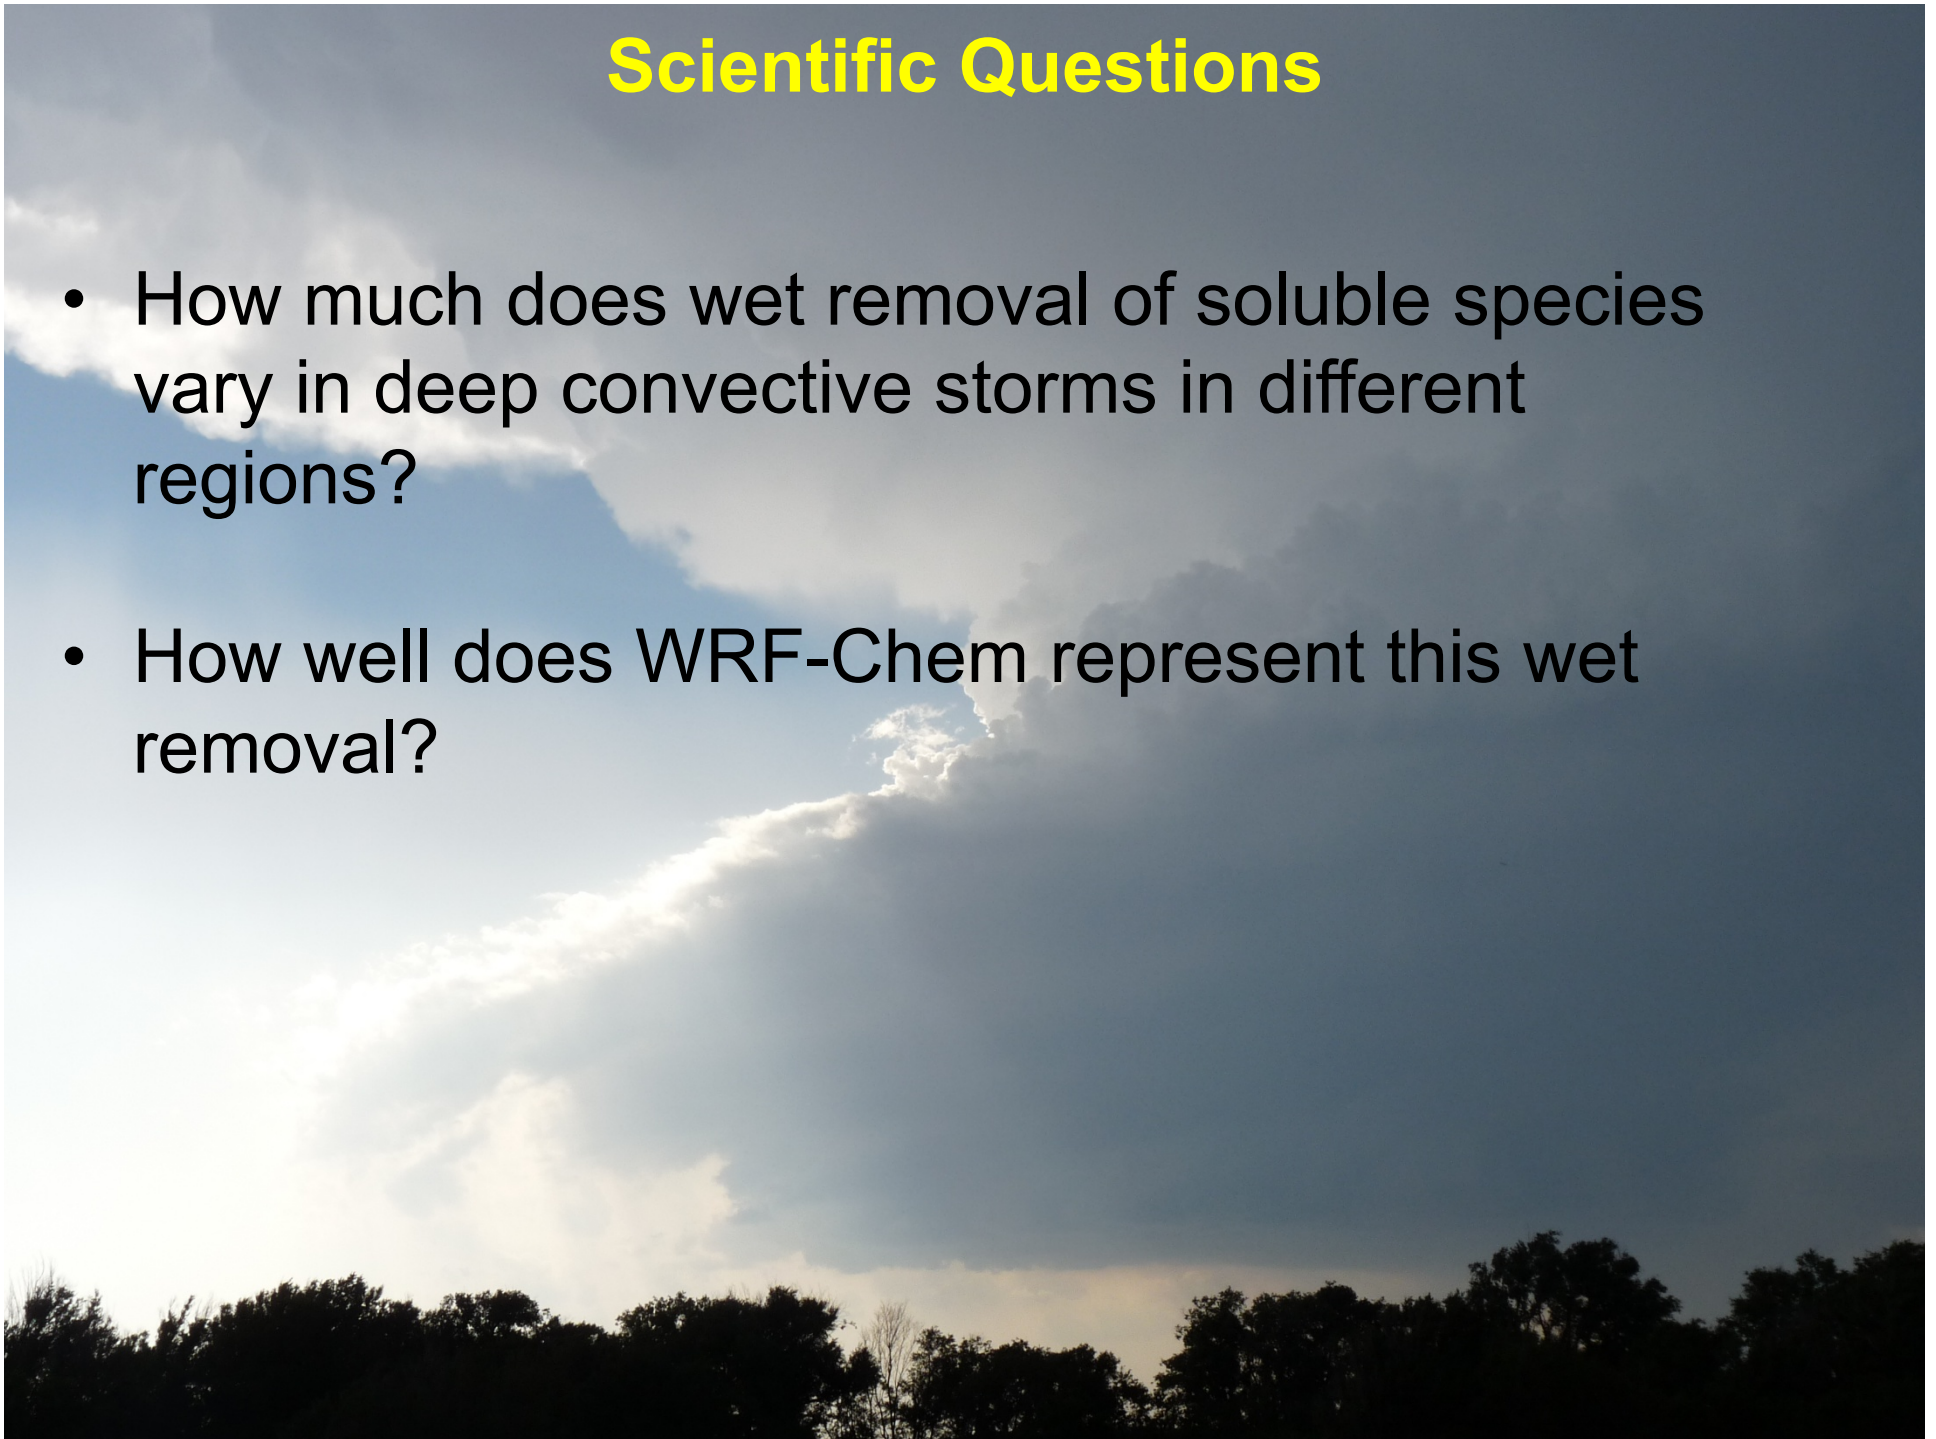 Scientific Questions
• How much does wet removal of soluble species
vary in deep convective storms in different
regions?
• How well does WRF-Chem represent this wet
removal?